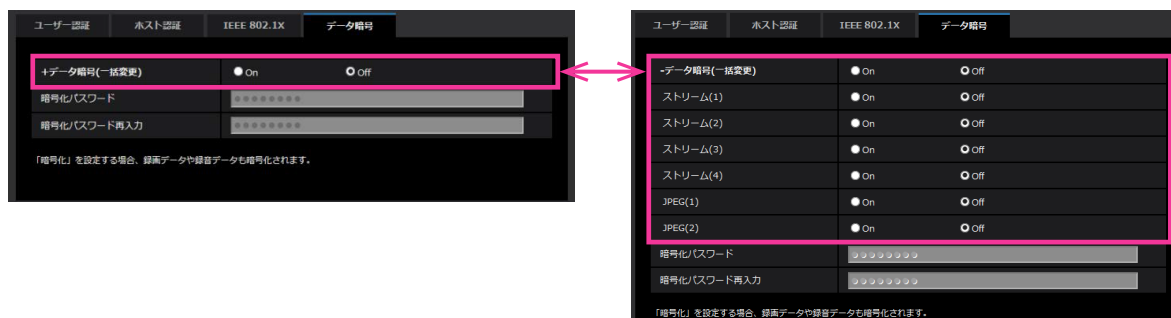 ユーザー認証 ホスト認証 IEEE 802.1X データ暗号
+データ暗号(一括変更) On Off
暗号化パスワード
暗号化パスワード再入力
「暗号化」を設定する場合、録画データや録音データも暗号化されます。
ユーザー認証 ホスト認証 IEEE 802.1X データ暗号
-データ暗号(一括変更) On Off
ストリーム(1) On Off
ストリーム(2) On Off
ストリーム(3) On Off
ストリーム(4) On Off
JPEG(1) On Off
JPEG(2) On Off
暗号化パスワード
暗号化パスワード再入力
「暗号化」を設定する場合、録画データや録音データも暗号化されます。